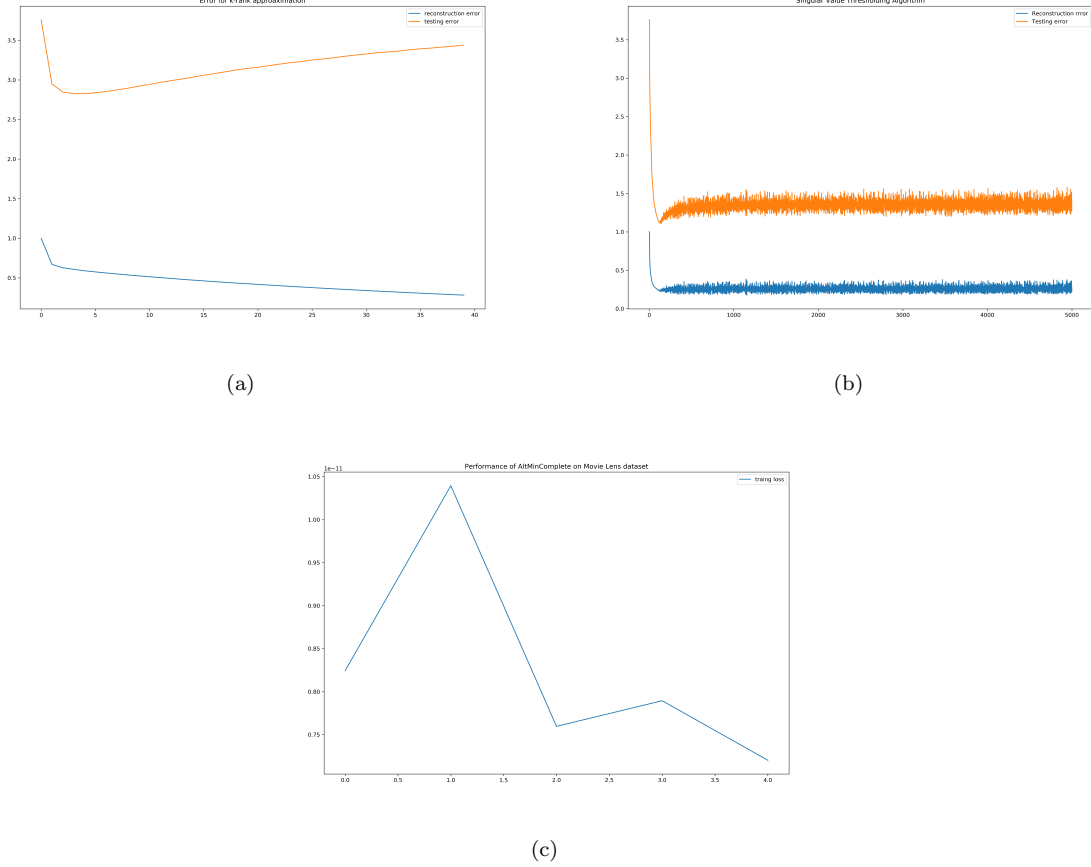 Error for k-rank approximation
reconstruction error
testing error
3.5
3.0
2.5
2.0
1.5
1.0
0.5
0 5 10 15 20 25 30 35 40
(a)
Singular Value Thresholding Algorithm
Reconstruction rrror
Testing error
3.5
3.0
2.5
2.0
1.5
1.0
0.5
0.0
0 1000 2000 3000 4000 5000
(b)
Performance of AltMinComplete on Movie Lens dataset
1e−11
traing loss
1.05
1.00
0.95
0.90
0.85
0.80
0.75
0.0 0.5 1.0 1.5 2.0 2.5 3.0 3.5 4.0
(c)